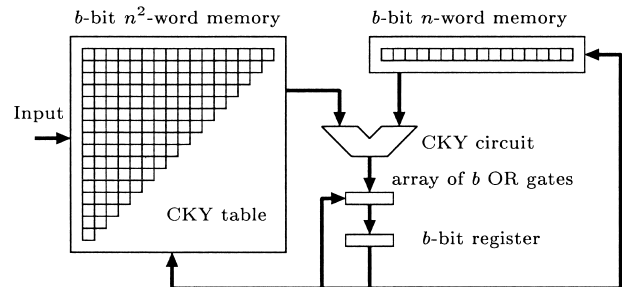 b-bit n²-word memory
b-bit n-word memory
Input
CKY circuit
array of b OR gates
CKY table
b-bit register